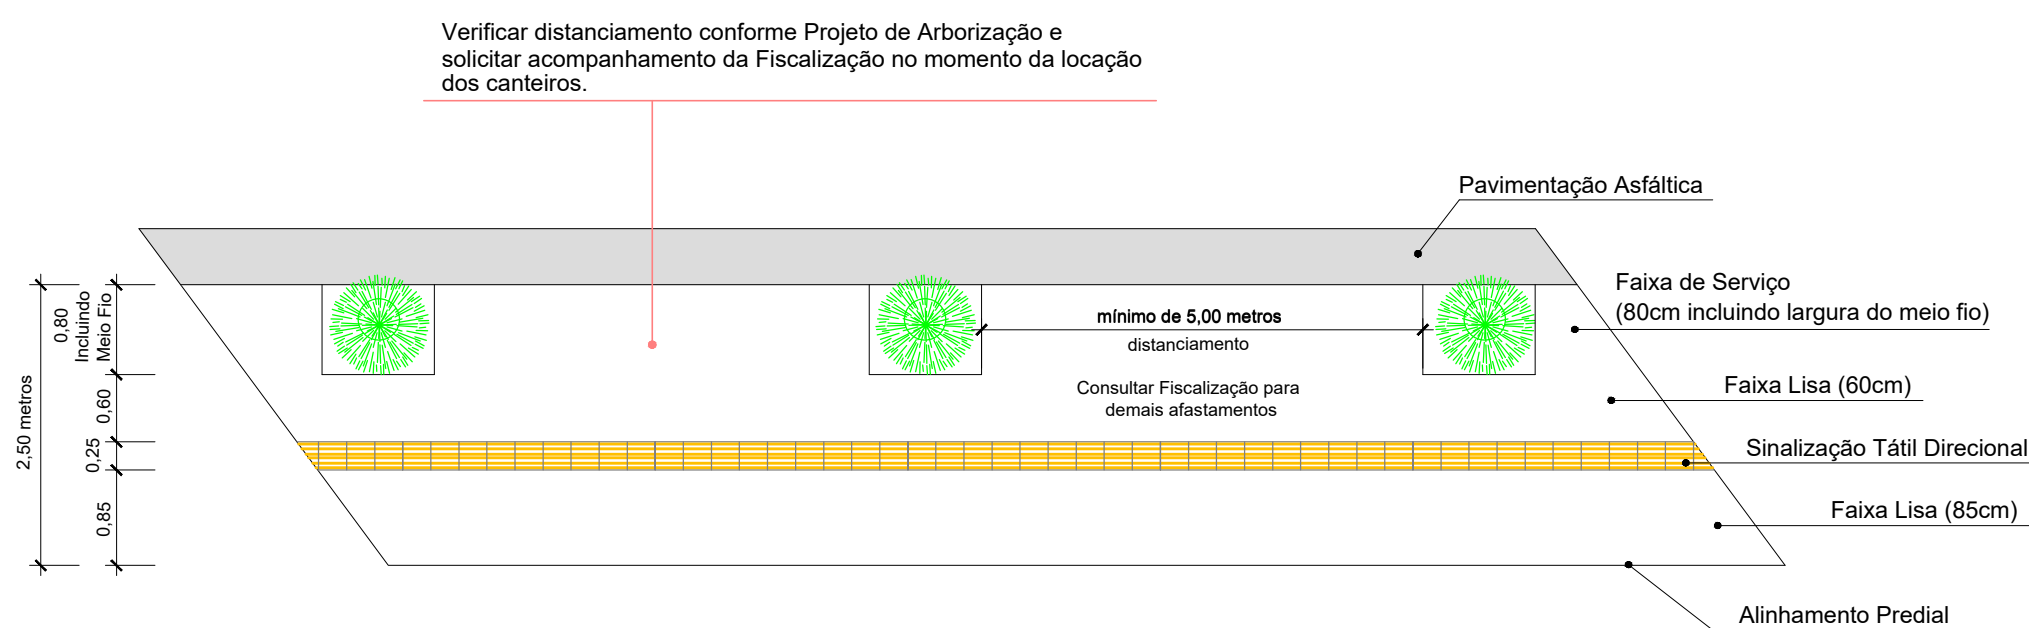 Verificar distanciamento conforme Projeto de Arborização e
solicitar acompanhamento da Fiscalização no momento da locação
dos canteiros.
Pavimentação Asfáltica
Faixa de Serviço
(80cm incluindo largura do meio fio)
mínimo de 5,00 metros
distanciamento
Consultar Fiscalização para
demais afastamentos
Faixa Lisa (60cm)
Sinalização Tátil Direcional
Faixa Lisa (85cm)
Alinhamento Predial
2,50 metros
0,80
Incluindo
Meio Fio
0,60
0,25
0,85